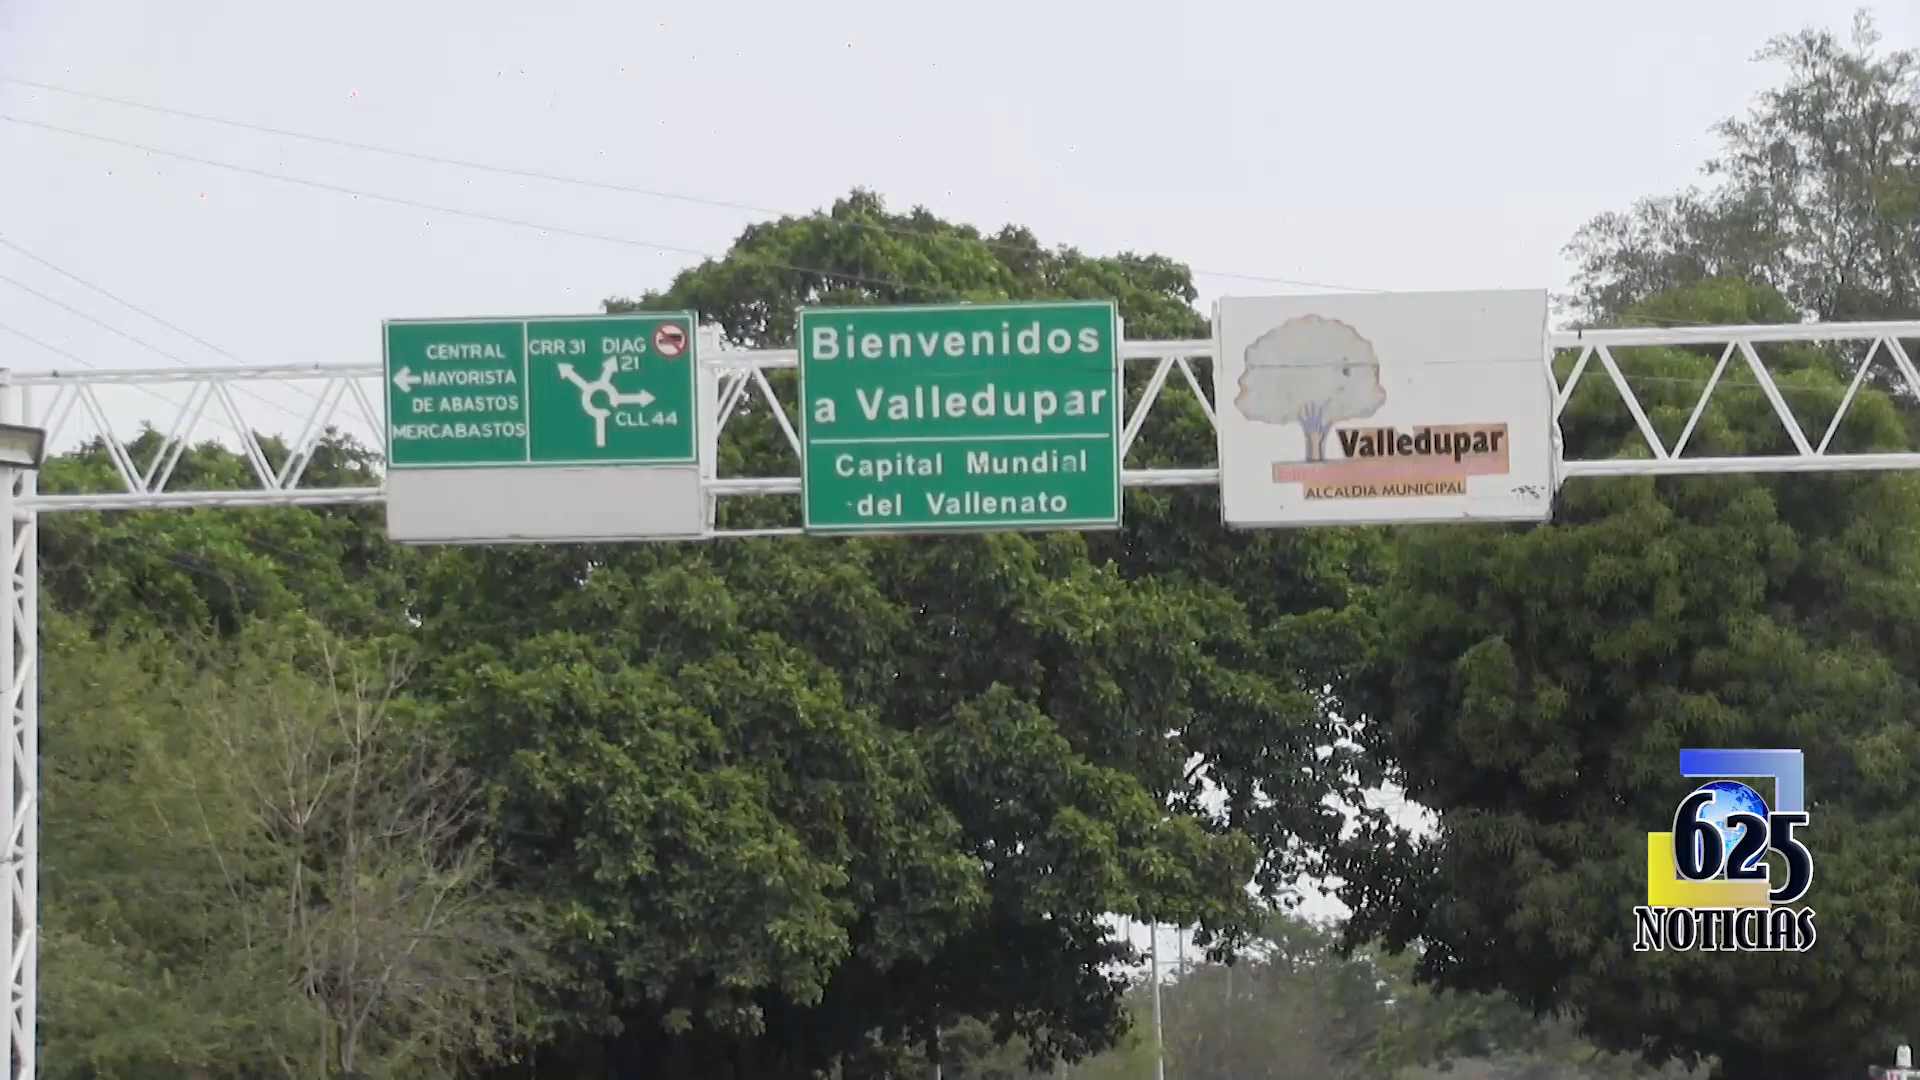 CENTRAL
MAYORISTA
DE ABASTOS
MERCABASTOS
CRR 31 DIAG
21
CLL 44
Bienvenidos
a Valledupar
Capital Mundial
del Vallenato
Valledupar
ALCALDIA MUNICIPAL
625
NOTICIAS